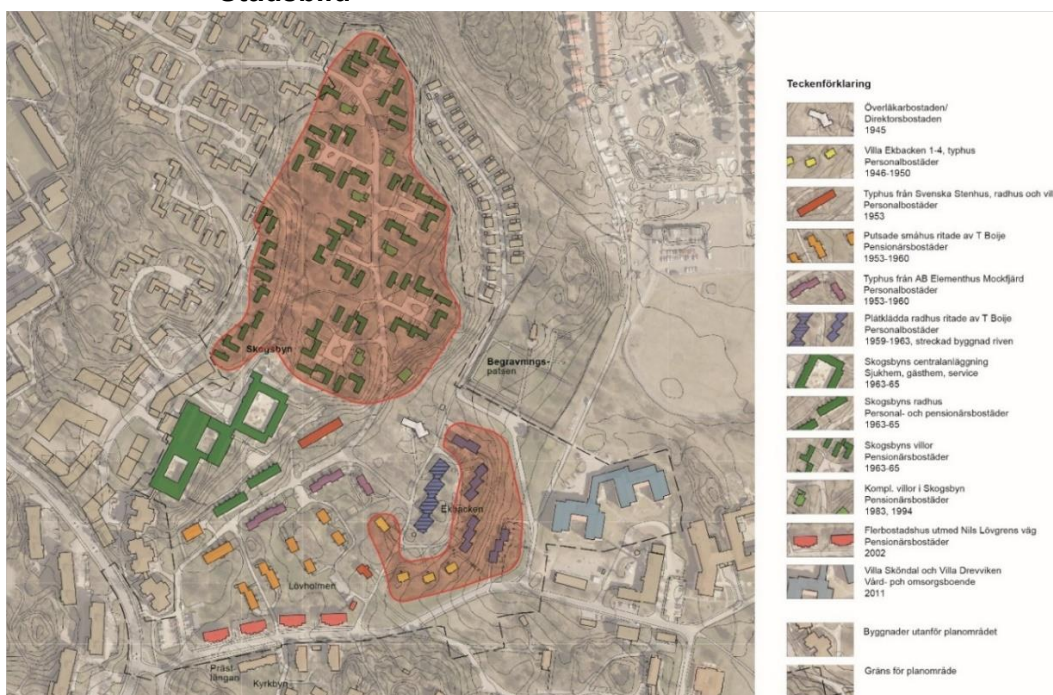 Stadsbild
Skogsbyn
Begravnings-
platsen
Ekbacken
Lövholmen
Präst
längan
Kyrkbyn
Teckenförklaring
Överläkarbostaden/
Direktorsbostaden
1945
Villa Ekbacken 1-4, typhus
Personalbostäder
1946-1950
Typhus från Svenska Stenhus, radhus och vil
Personalbostäder
1953
Putsade småhus ritade av T Boije
Pensionärsbostäder
1953-1960
Typhus från AB Elementhus Mockfjärd
Personalbostäder
1953-1960
Plåtklädda radhus ritade av T Boije
Personalbostäder
1959-1963, streckad byggnad riven
Skogsbyns centralanläggning
Sjukhem, gästhem, service
1963-65
Skogsbyns radhus
Personal- och pensionärsbostäder
1963-65
Skogsbyns villor
Pensionärsbostäder
1963-65
Kompl. villor i Skogsbyn
Pensionärsbostäder
1983, 1994
Flerbostadshus utmed Nils Lövgrens väg
Pensionärsbostäder
2002
Villa Sköndal och Villa Drevviken
Vård- pch omsorgsboende
2011
Byggnader utanför planområdet
Gräns för planområde